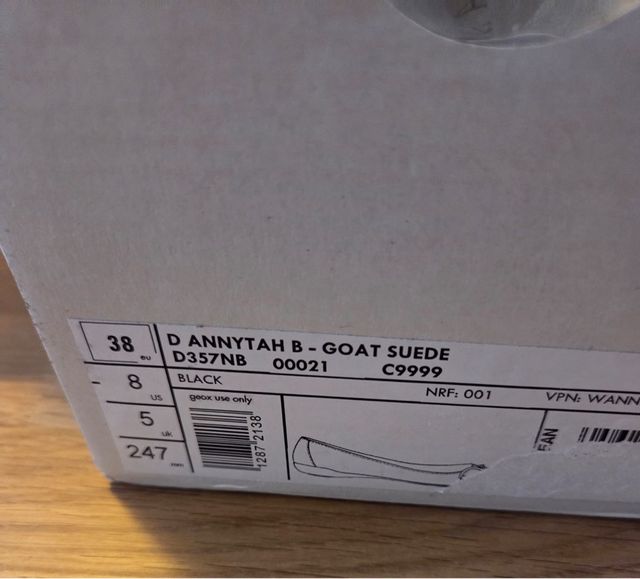 38 eu
D ANNYTAH B - GOAT SUEDE
D357NB 00021 C9999
8 US
BLACK
NRF: 001 VPN: WANN
geox use only
5 uk
247 mm
1287 2138
EAN